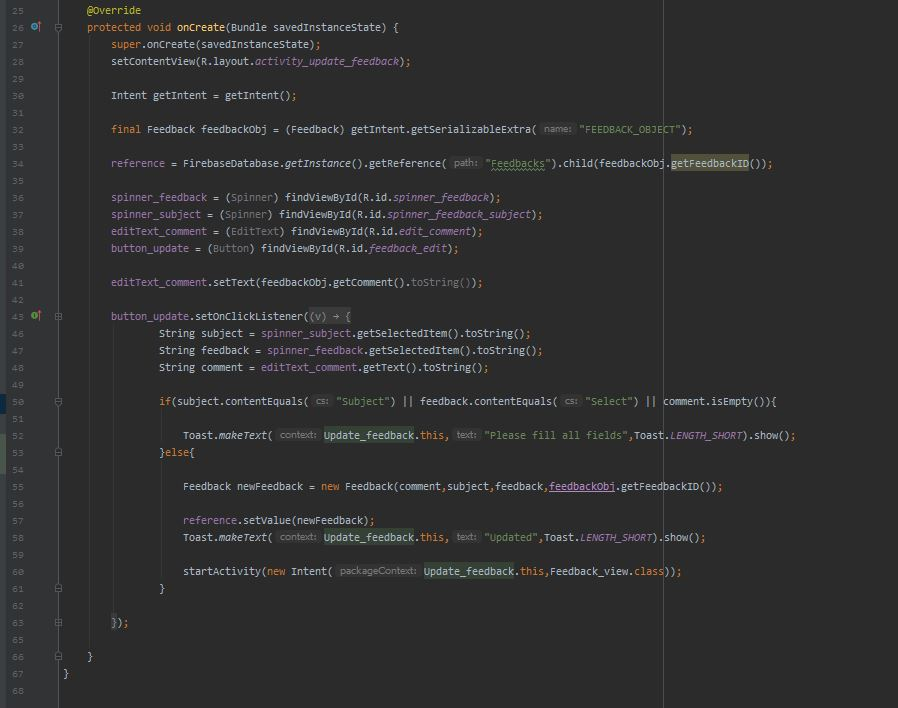 25 @Override
26 protected void onCreate(Bundle savedInstanceState) {
27 super.onCreate(savedInstanceState);
28 setContentView(R.layout.activity_update_feedback);
29
30 Intent getIntent = getIntent();
31
32 final Feedback feedbackObj = (Feedback) getIntent.getSerializableExtra( name: "FEEDBACK_OBJECT");
33
34 reference = FirebaseDatabase.getInstance().getReference( path: "Feedbacks").child(feedbackObj.getFeedbackID());
35
36 spinner_feedback = (Spinner) findViewById(R.id.spinner_feedback);
37 spinner_subject = (Spinner) findViewById(R.id.spinner_feedback_subject);
38 editText_comment = (EditText) findViewById(R.id.edit_comment);
39 button_update = (Button) findViewById(R.id.feedback_edit);
40
41 editText_comment.setText(feedbackObj.getComment().toString());
42
43 button_update.setOnClickListener((v) → {
46 String subject = spinner_subject.getSelectedItem().toString();
47 String feedback = spinner_feedback.getSelectedItem().toString();
48 String comment = editText_comment.getText().toString();
49
50 if(subject.contentEquals( cs: "Subject") || feedback.contentEquals( cs: "Select") || comment.isEmpty()){
51
52 Toast.makeText( context: Update_feedback.this, text: "Please fill all fields",Toast.LENGTH_SHORT).show();
53 }else{
54
55 Feedback newFeedback = new Feedback(comment,subject,feedback,feedbackObj.getFeedbackID());
56
57 reference.setValue(newFeedback);
58 Toast.makeText( context: Update_feedback.this, text: "Updated",Toast.LENGTH_SHORT).show();
59
60 startActivity(new Intent( packageContext: Update_feedback.this,Feedback_view.class));
61 }
62
63 });
65
66 }
67 }
68